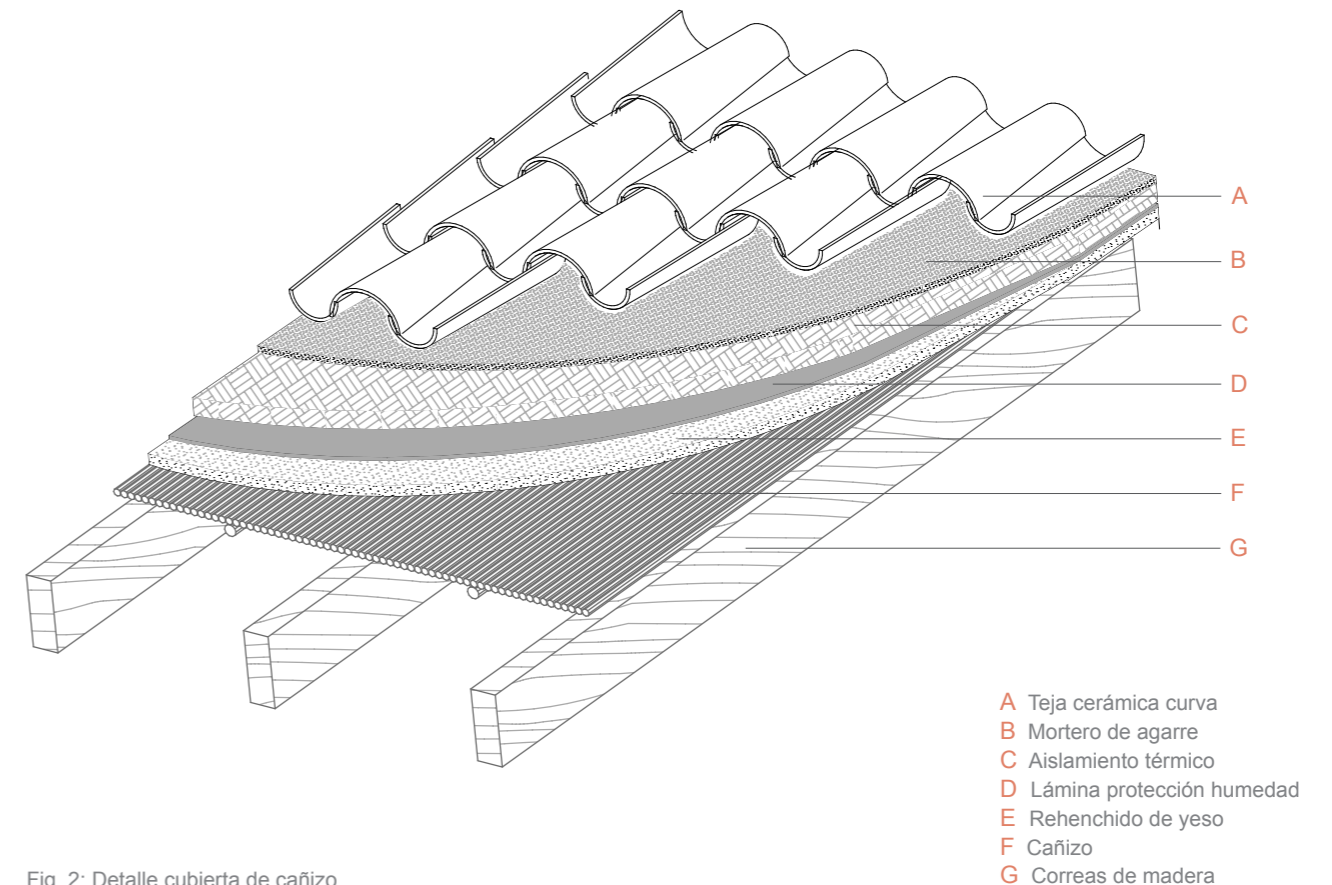 A
B
C
D
E
F
G
A Teja cerámica curva
B Mortero de agarre
C Aislamiento térmico
D Lámina protección humedad
E Rehenchido de yeso
F Cañizo
G Correas de madera
Fig. 2: Detalle cubierta de cañizo